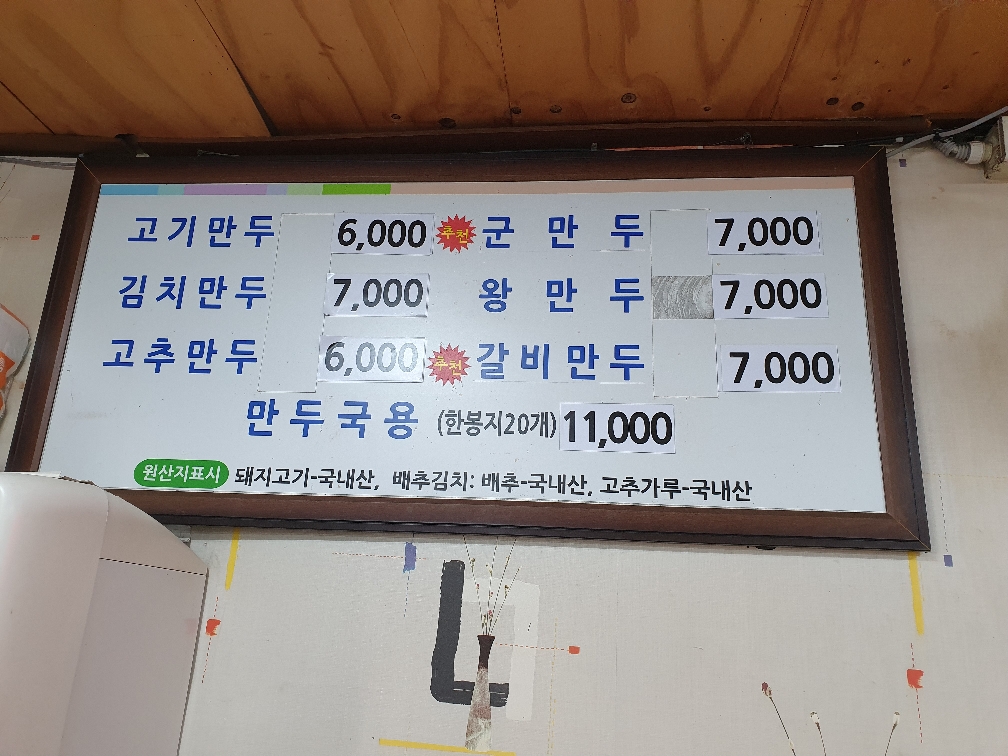 고기만두 6,000 추천 군만두 7,000
김치만두 7,000 왕만두 7,000
고추만두 6,000 추천 갈비만두 7,000
만두국용 (한봉지20개) 11,000
원산지표시 돼지고기-국내산, 배추김치: 배추-국내산, 고추가루-국내산